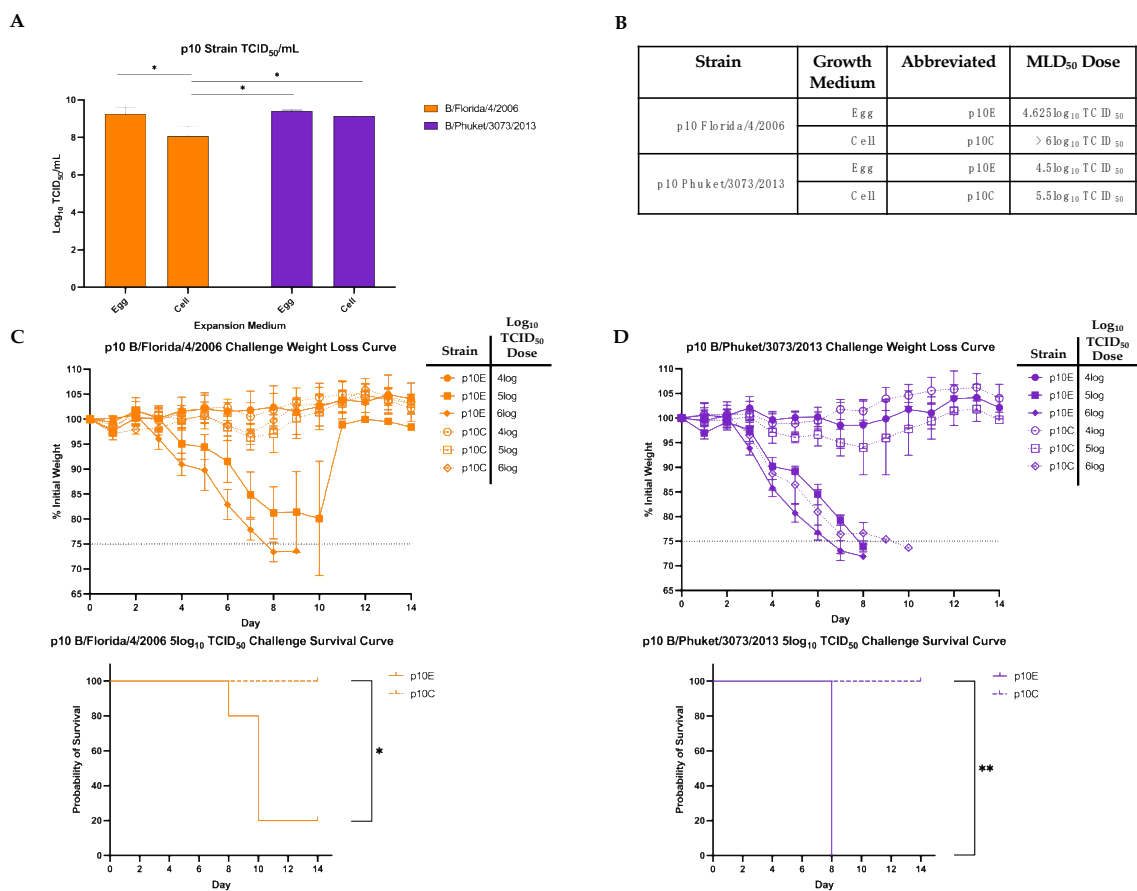 A
p10 Strain TCID50/mL
*
*
*
10
8
6
4
2
0
Log10 TCID50/mL
Egg
Cell
Egg
Cell
Expansion Medium
B/Florida/4/2006
B/Phuket/3073/2013
B
Strain Growth Medium Abbreviated MLD50 Dose
p10 Florida/4/2006 Egg p10E 4.625log10 TCID50
Cell p10C >6log10 TCID50
p10 Phuket/3073/2013 Egg p10E 4.5log10 TCID50
Cell p10C 5.5log10 TCID50
C
p10 B/Florida/4/2006 Challenge Weight Loss Curve
110
105
100
95
90
85
80
75
70
65
% Initial Weight
0 2 4 6 8 10 12 14
Day
Strain Log10 TCID50 Dose
p10E 4log
p10E 5log
p10E 6log
p10C 4log
p10C 5log
p10C 6log
p10 B/Florida/4/2006 5log10 TCID50 Challenge Survival Curve
100
80
60
40
20
0
Probability of Survival
0 2 4 6 8 10 12 14
Day
p10E
p10C
*
D
p10 B/Phuket/3073/2013 Challenge Weight Loss Curve
110
105
100
95
90
85
80
75
70
65
% Initial Weight
0 2 4 6 8 10 12 14
Day
Strain Log10 TCID50 Dose
p10E 4log
p10E 5log
p10E 6log
p10C 4log
p10C 5log
p10C 6log
p10 B/Phuket/3073/2013 5log10 TCID50 Challenge Survival Curve
100
80
60
40
20
0
Probability of Survival
0 2 4 6 8 10 12 14
Day
p10E
p10C
**